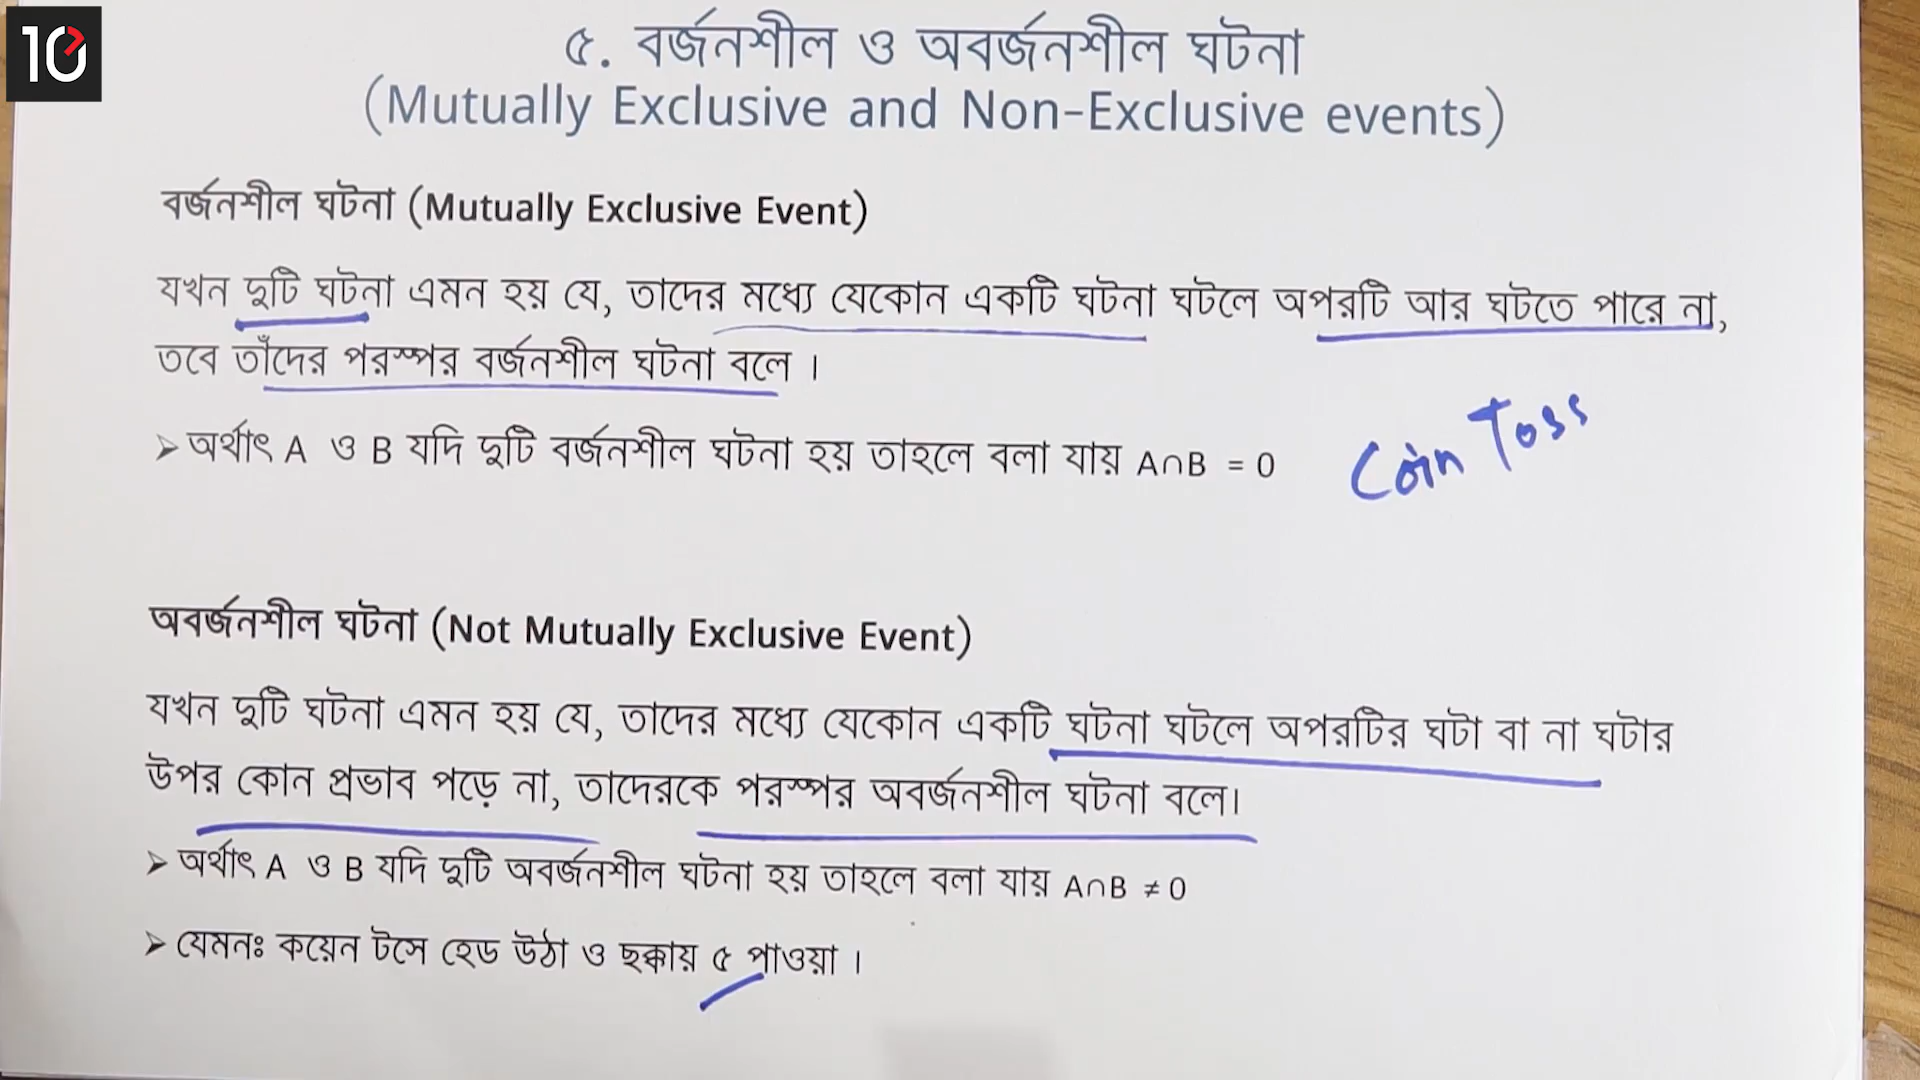 10
৫. বর্জনশীল ও অবর্জনশীল ঘটনা
(Mutually Exclusive and Non-Exclusive events)
বর্জনশীল ঘটনা (Mutually Exclusive Event)
যখন দুটি ঘটনা এমন হয় যে, তাদের মধ্যে যেকোন একটি ঘটনা ঘটলে অপরটি আর ঘটতে পারে না,
তবে তাঁদের পরস্পর বর্জনশীল ঘটনা বলে ।
➢ অর্থাৎ A ও B যদি দুটি বর্জনশীল ঘটনা হয় তাহলে বলা যায় A∩B = 0
Coin Toss
অবর্জনশীল ঘটনা (Not Mutually Exclusive Event)
যখন দুটি ঘটনা এমন হয় যে, তাদের মধ্যে যেকোন একটি ঘটনা ঘটলে অপরটির ঘটা বা না ঘটার
উপর কোন প্রভাব পড়ে না, তাদেরকে পরস্পর অবর্জনশীল ঘটনা বলে।
➢ অর্থাৎ A ও B যদি দুটি অবর্জনশীল ঘটনা হয় তাহলে বলা যায় A∩B ≠ 0
➢ যেমনঃ কয়েন টসে হেড উঠা ও ছক্কায় ৫ পাওয়া ।